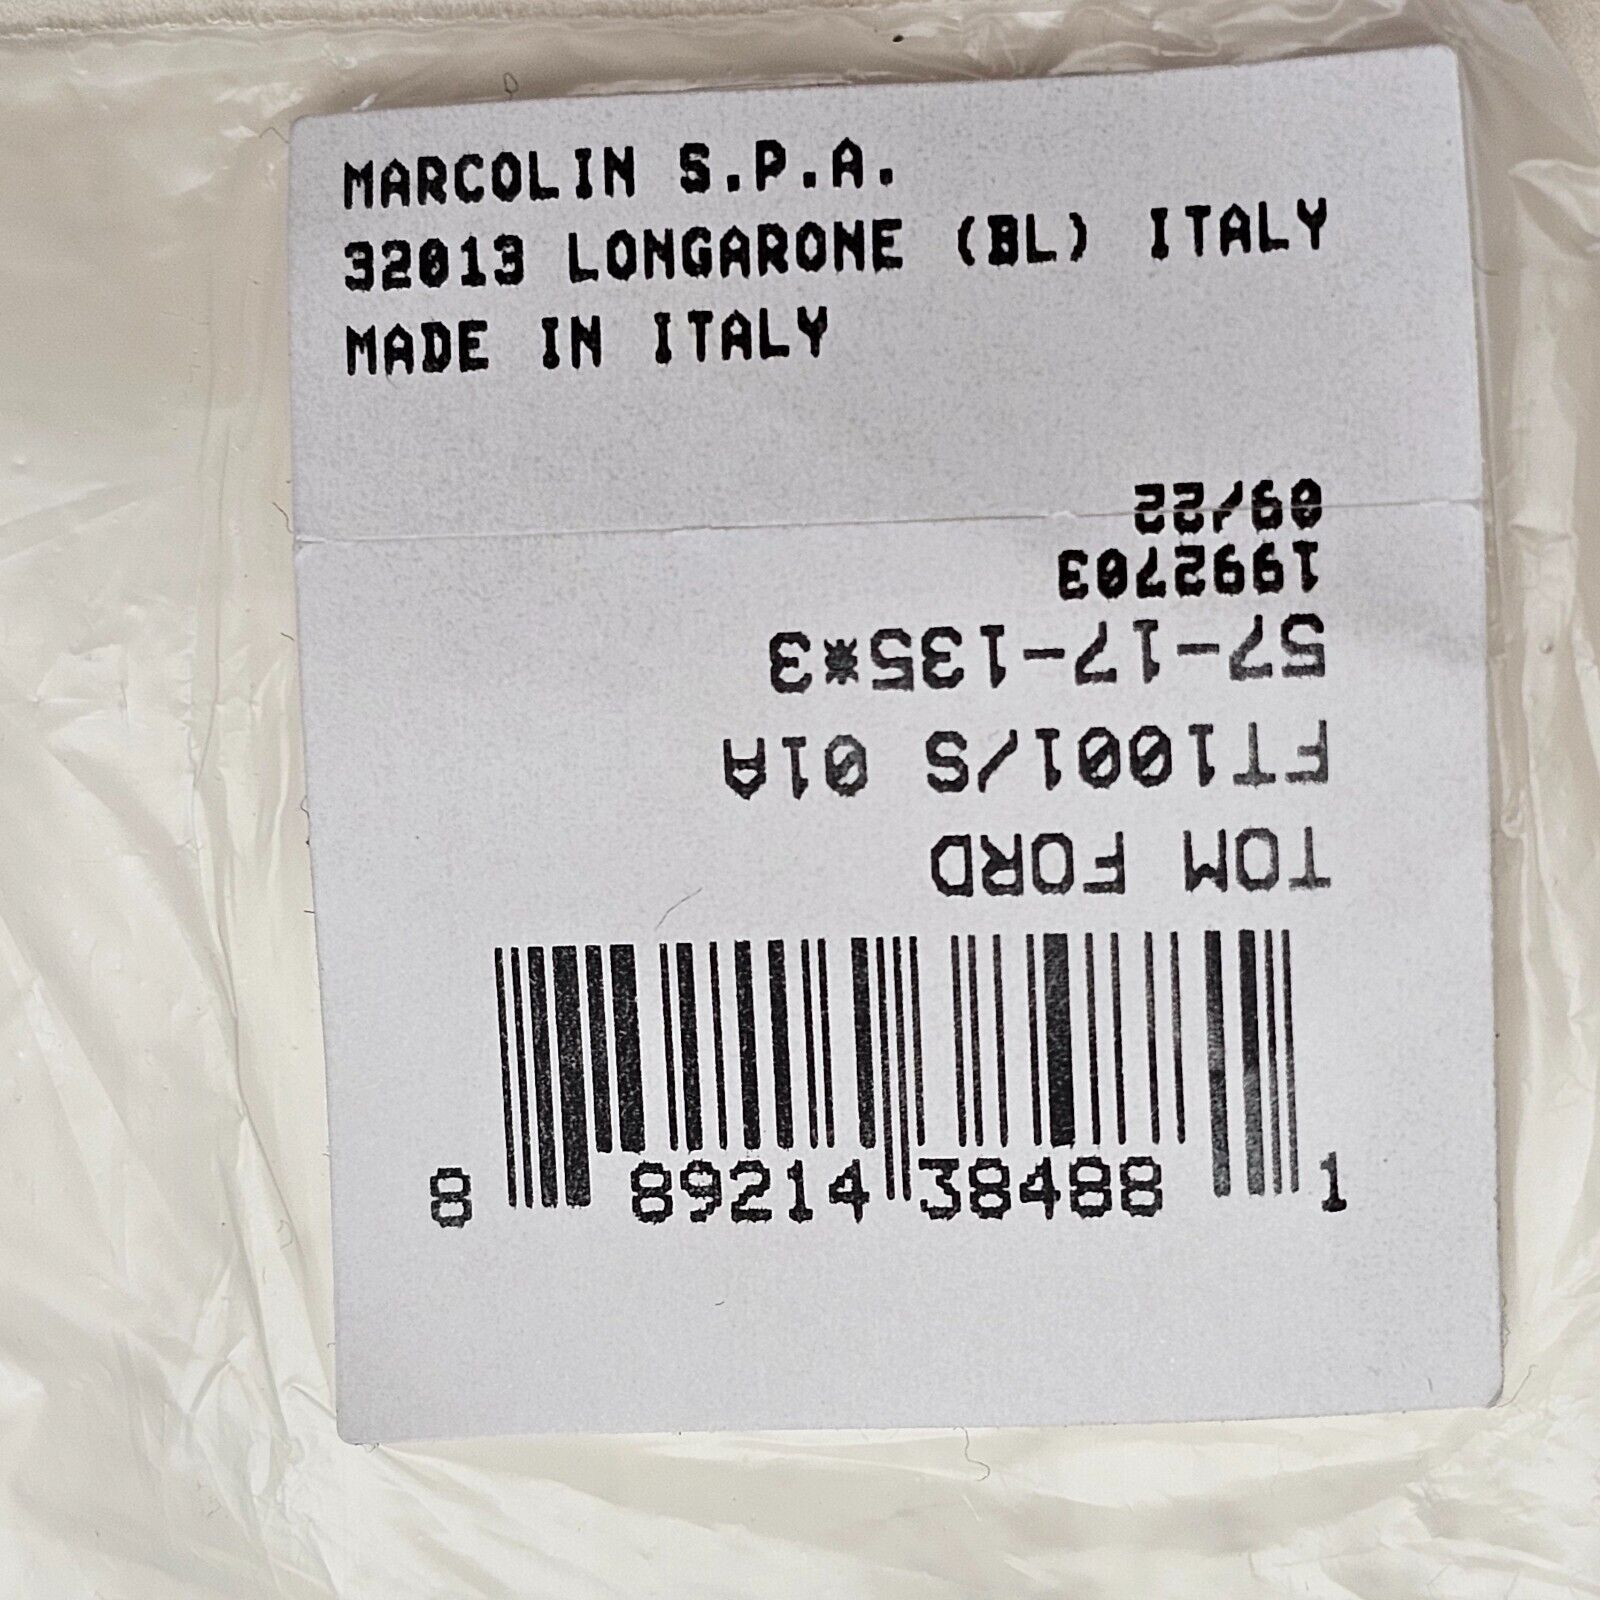 MARCOLIN S.P.A.
32013 LONGARONE (BL) ITALY
MADE IN ITALY
TOM FORD
FT1001/S 01A
57-17-135*3
1992703
09/22
8 89214 38488 1